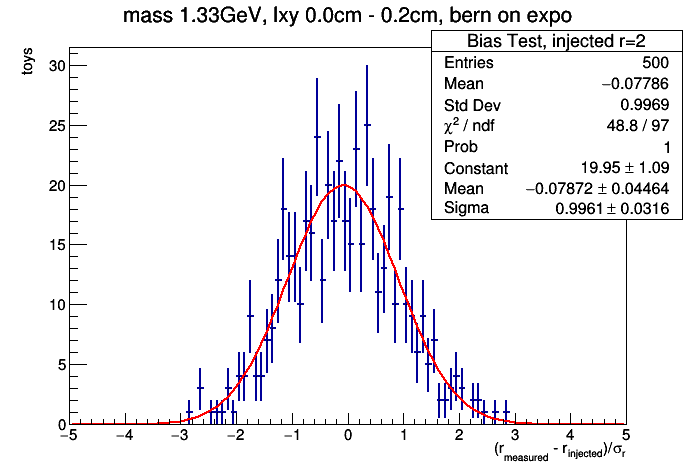 mass 1.33GeV, lxy 0.0cm - 0.2cm, bern on expo
toys
Bias Test, injected r=2
Entries 500
Mean −0.07786
Std Dev 0.9969
χ² / ndf 48.8 / 97
Prob 1
Constant 19.95 ± 1.09
Mean −0.07872 ± 0.04464
Sigma 0.9961 ± 0.0316
30
25
20
15
10
5
0
−5 −4 −3 −2 −1 0 1 2 3 4 5
(r_measured - r_injected)/σ_r